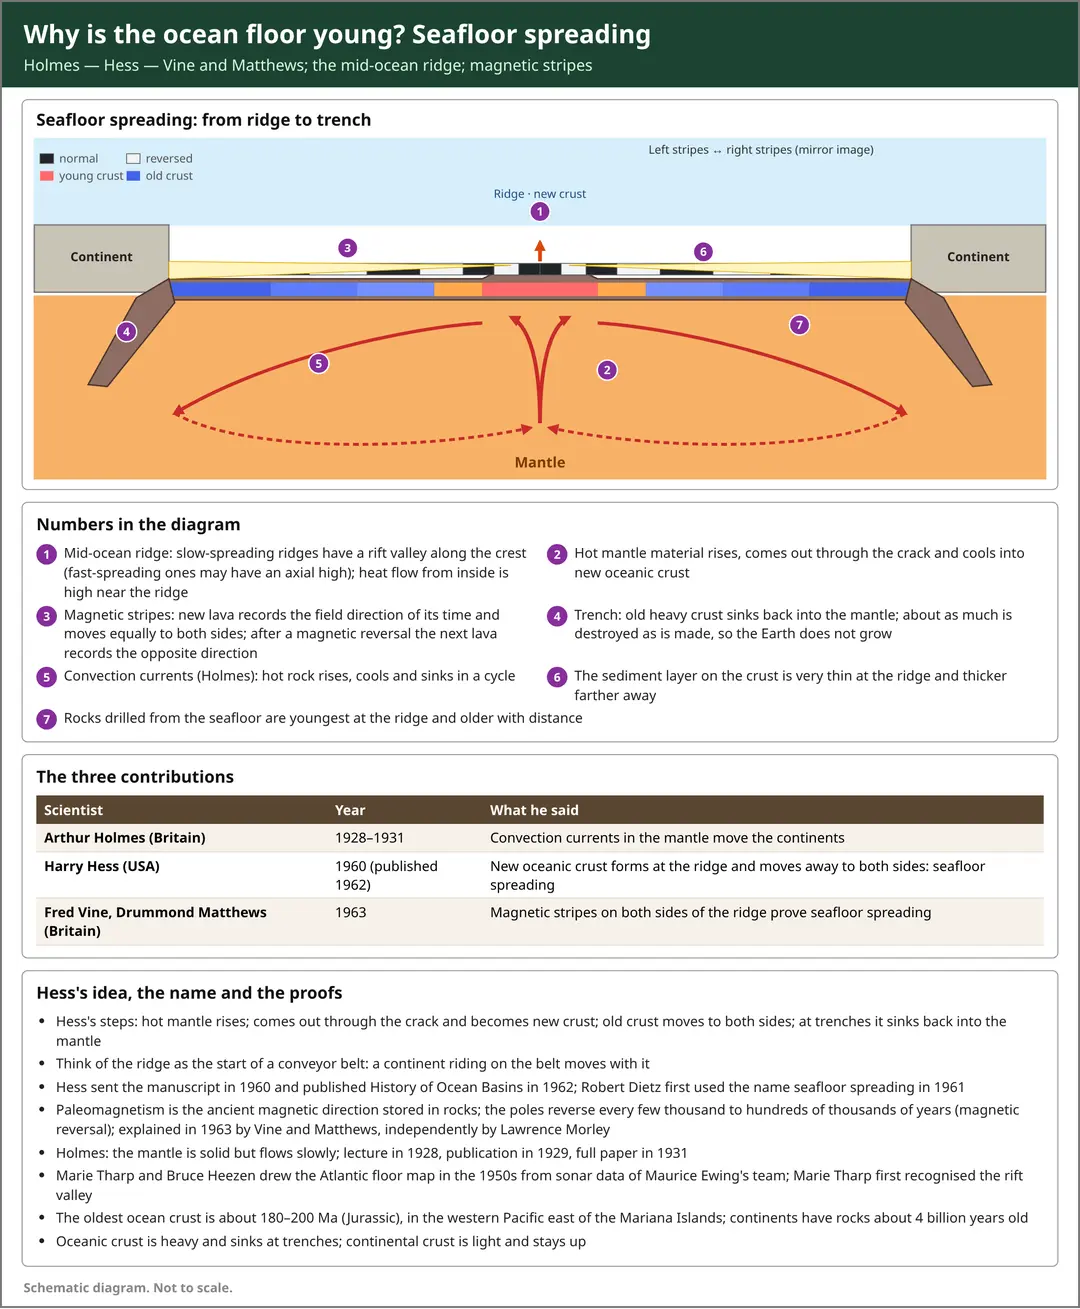 Why is the ocean floor young? Seafloor spreading
Holmes — Hess — Vine and Matthews; the mid-ocean ridge; magnetic stripes
Seafloor spreading: from ridge to trench
normal
reversed
young crust
old crust
Left stripes ↔ right stripes (mirror image)
Ridge · new crust
1
3
6
Continent
Continent
4
7
5
2
Mantle
Numbers in the diagram
1 Mid-ocean ridge: slow-spreading ridges have a rift valley along the crest
(fast-spreading ones may have an axial high); heat flow from inside is
high near the ridge
2 Hot mantle material rises, comes out through the crack and cools into
new oceanic crust
3 Magnetic stripes: new lava records the field direction of its time and
moves equally to both sides; after a magnetic reversal the next lava
records the opposite direction
4 Trench: old heavy crust sinks back into the mantle; about as much is
destroyed as is made, so the Earth does not grow
5 Convection currents (Holmes): hot rock rises, cools and sinks in a cycle
6 The sediment layer on the crust is very thin at the ridge and thicker
farther away
7 Rocks drilled from the seafloor are youngest at the ridge and older with distance
The three contributions
Scientist Year What he said
Arthur Holmes (Britain) 1928–1931 Convection currents in the mantle move the continents
Harry Hess (USA) 1960 (published New oceanic crust forms at the ridge and moves away to both sides: seafloor
1962) spreading
Fred Vine, Drummond Matthews 1963 Magnetic stripes on both sides of the ridge prove seafloor spreading
(Britain)
Hess's idea, the name and the proofs
• Hess's steps: hot mantle rises; comes out through the crack and becomes new crust; old crust moves to both sides; at trenches it sinks back into the
mantle
• Think of the ridge as the start of a conveyor belt: a continent riding on the belt moves with it
• Hess sent the manuscript in 1960 and published History of Ocean Basins in 1962; Robert Dietz first used the name seafloor spreading in 1961
• Paleomagnetism is the ancient magnetic direction stored in rocks; the poles reverse every few thousand to hundreds of thousands of years (magnetic
reversal); explained in 1963 by Vine and Matthews, independently by Lawrence Morley
• Holmes: the mantle is solid but flows slowly; lecture in 1928, publication in 1929, full paper in 1931
• Marie Tharp and Bruce Heezen drew the Atlantic floor map in the 1950s from sonar data of Maurice Ewing's team; Marie Tharp first recognised the rift
valley
• The oldest ocean crust is about 180–200 Ma (Jurassic), in the western Pacific east of the Mariana Islands; continents have rocks about 4 billion years old
• Oceanic crust is heavy and sinks at trenches; continental crust is light and stays up
Schematic diagram. Not to scale.